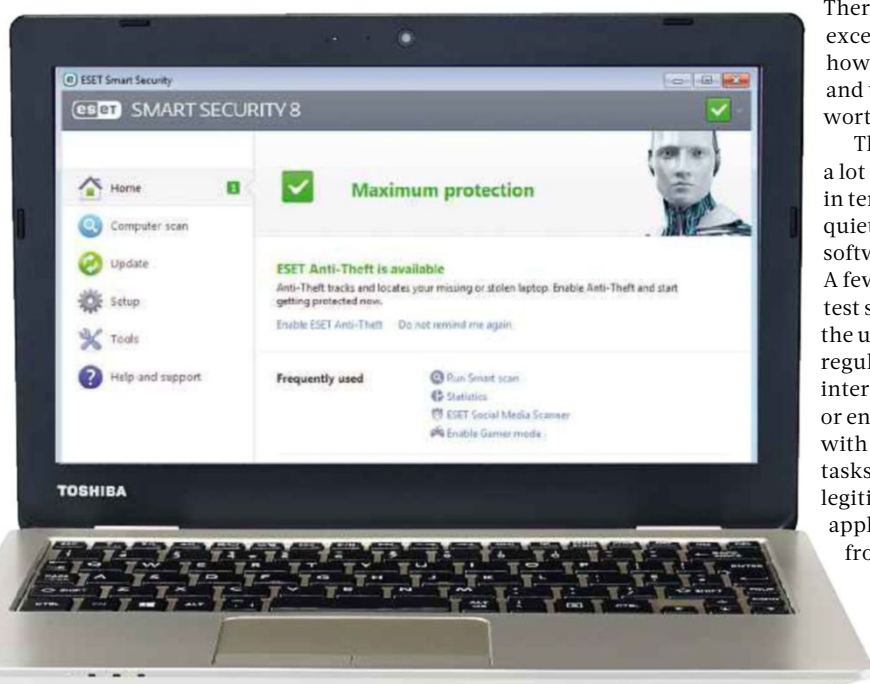 ESET Smart Security
eset SMART SECURITY 8
Home 1
Computer scan
Update
Setup
Tools
Help and support
Maximum protection
ESET Anti-Theft is available
Anti-Theft tracks and locates your missing or stolen laptop. Enable Anti-Theft and start
getting protected now.
Enable ESET Anti-Theft Do not remind me again
Frequently used
Run Smart scan
Statistics
ESET Social Media Scanner
Enable Gamer mode
TOSHIBA
Ther
exce
how
and
wort
Th
a lot
in ter
quiet
softw
A few
test s
the u
regul
inter
or en
with
tasks
legiti
appl
fro